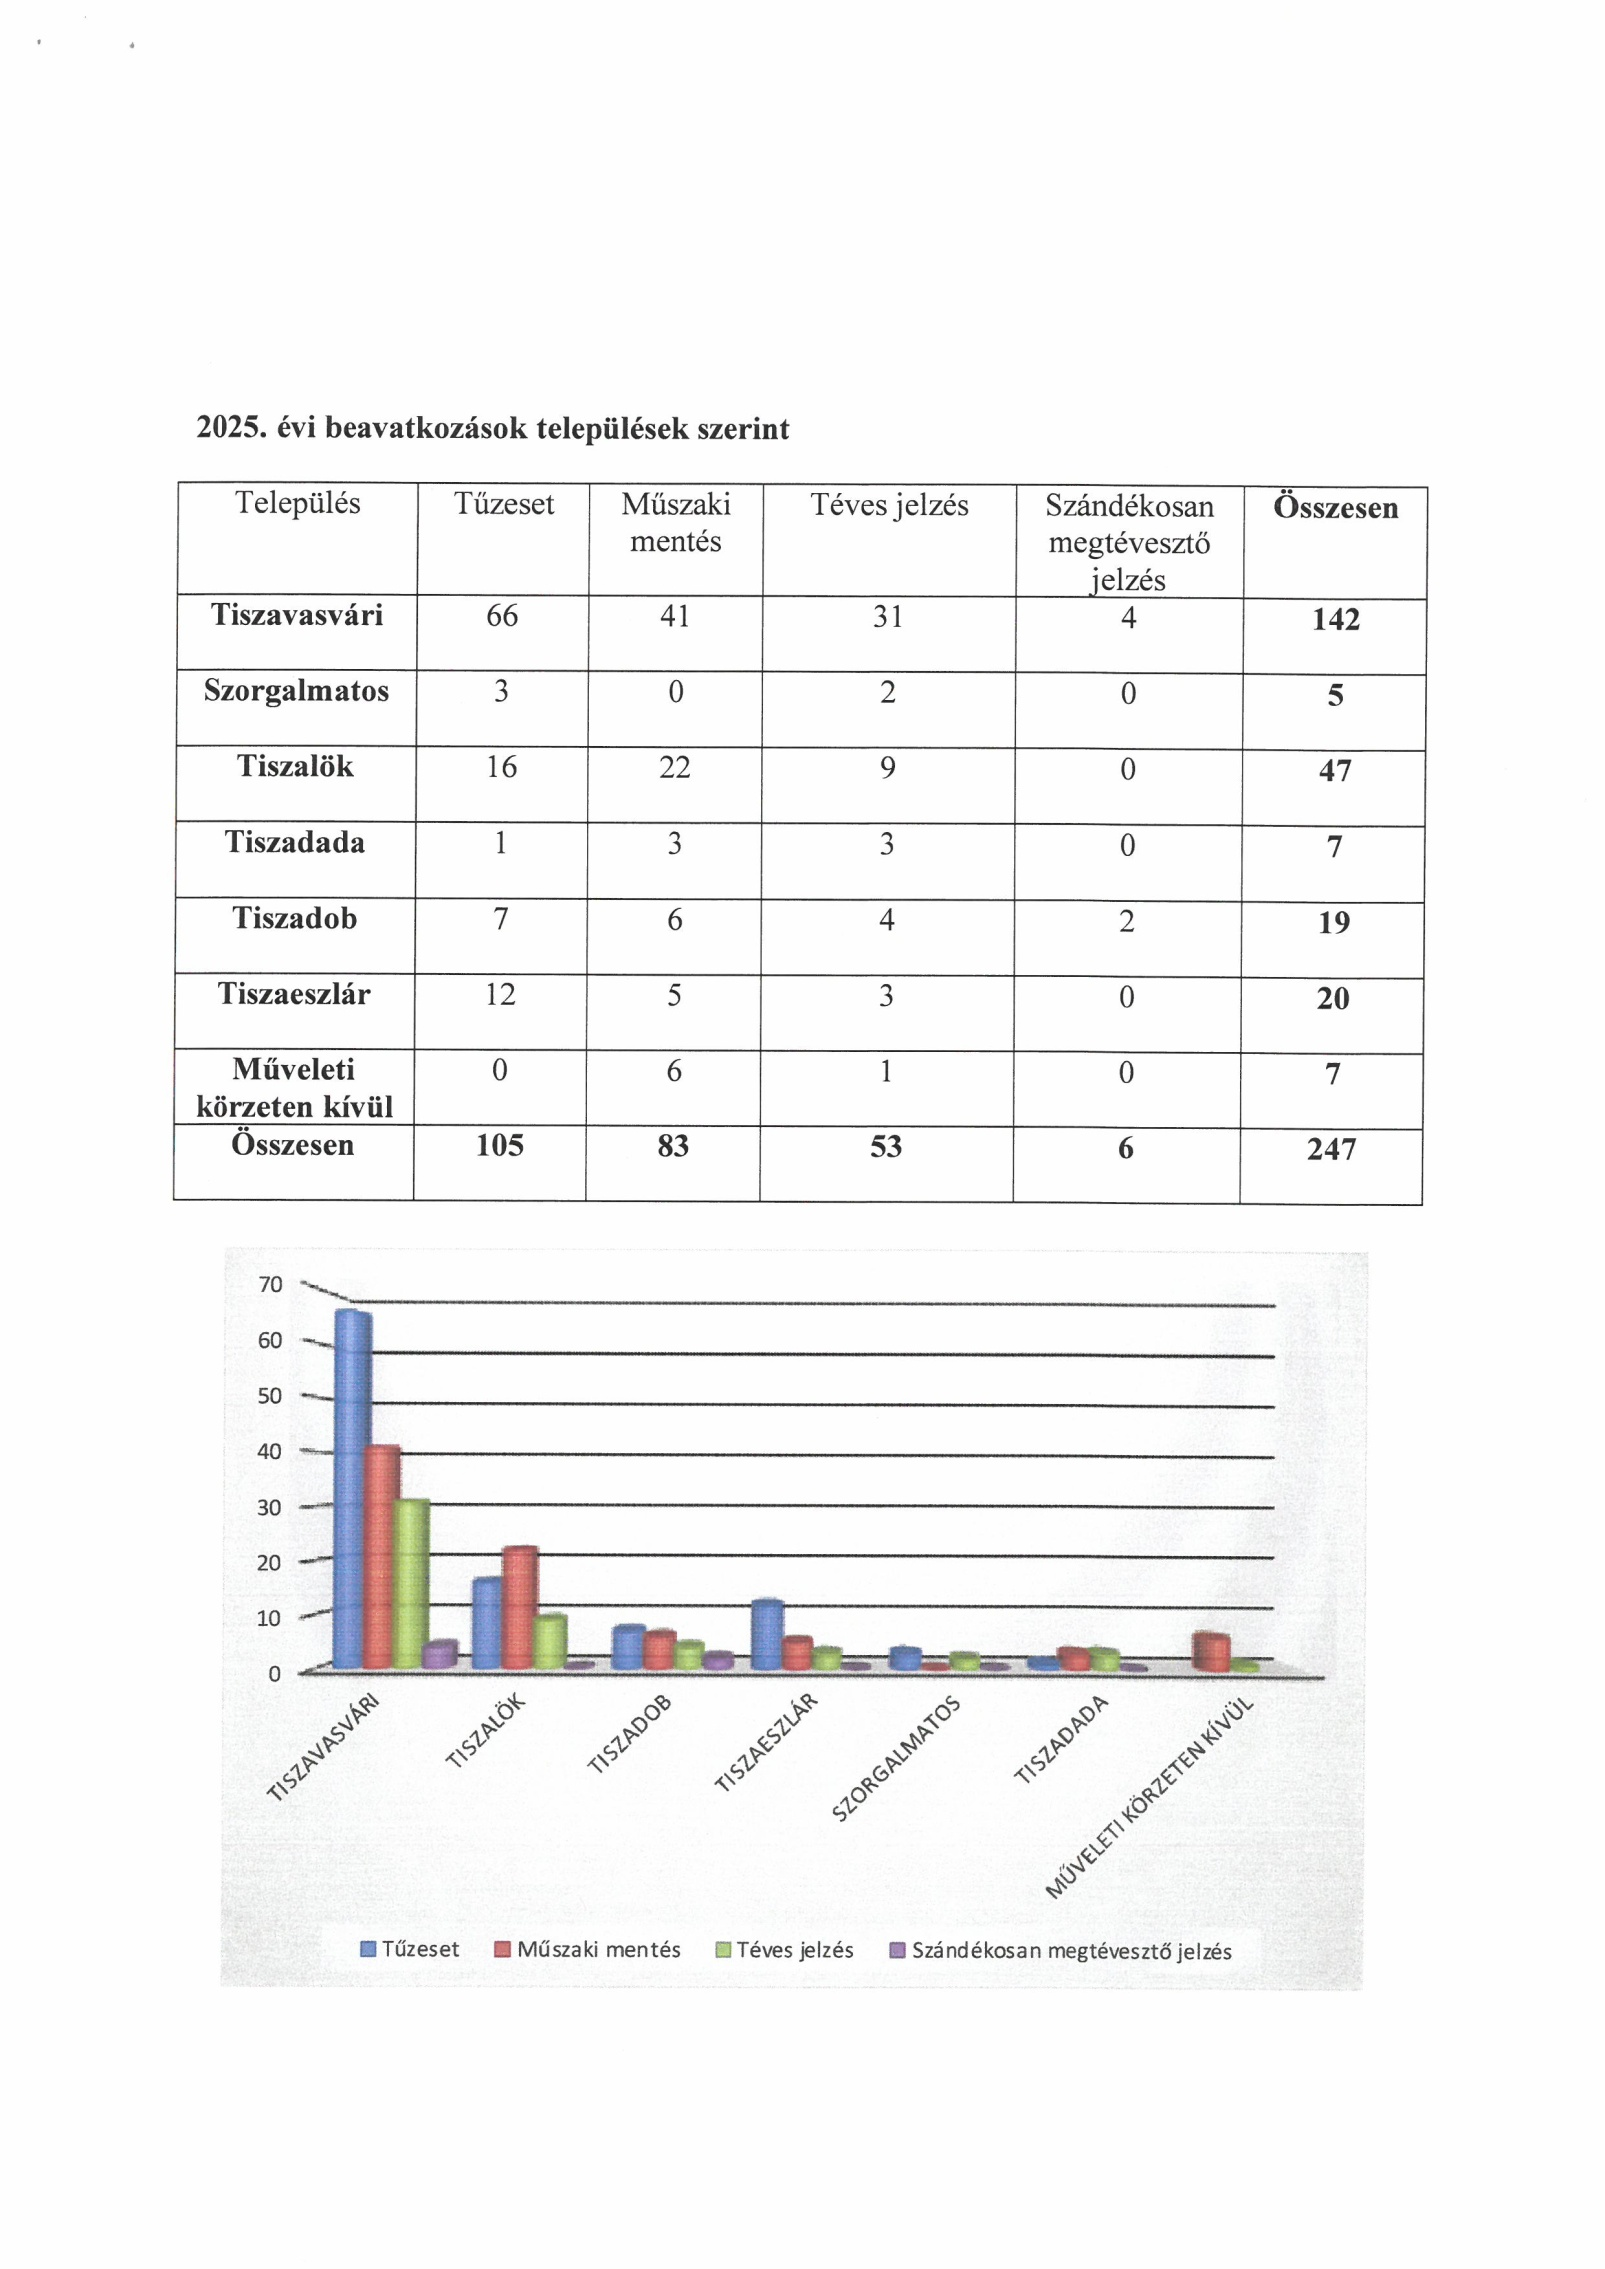 2025. évi beavatkozások települések szerint
Település Tűzeset Műszaki mentés Téves jelzés Szándékosan megtévesztő jelzés Összesen
Tiszavasvári 66 41 31 4 142
Szorgalmatos 3 0 2 0 5
Tiszalök 16 22 9 0 47
Tiszadada 1 3 3 0 7
Tiszadob 7 6 4 2 19
Tiszaeszlár 12 5 3 0 20
Műveleti körzeten kívül 0 6 1 0 7
Összesen 105 83 53 6 247
70
60
50
40
30
20
10
0
TISZAVASVÁRI
TISZALÖK
TISZADOB
TISZAESZLÁR
SZORGALMATOS
TISZADADA
MŰVELETI KÖRZETEN KÍVÜL
Tűzeset Műszaki mentés Téves jelzés Szándékosan megtévesztő jelzés